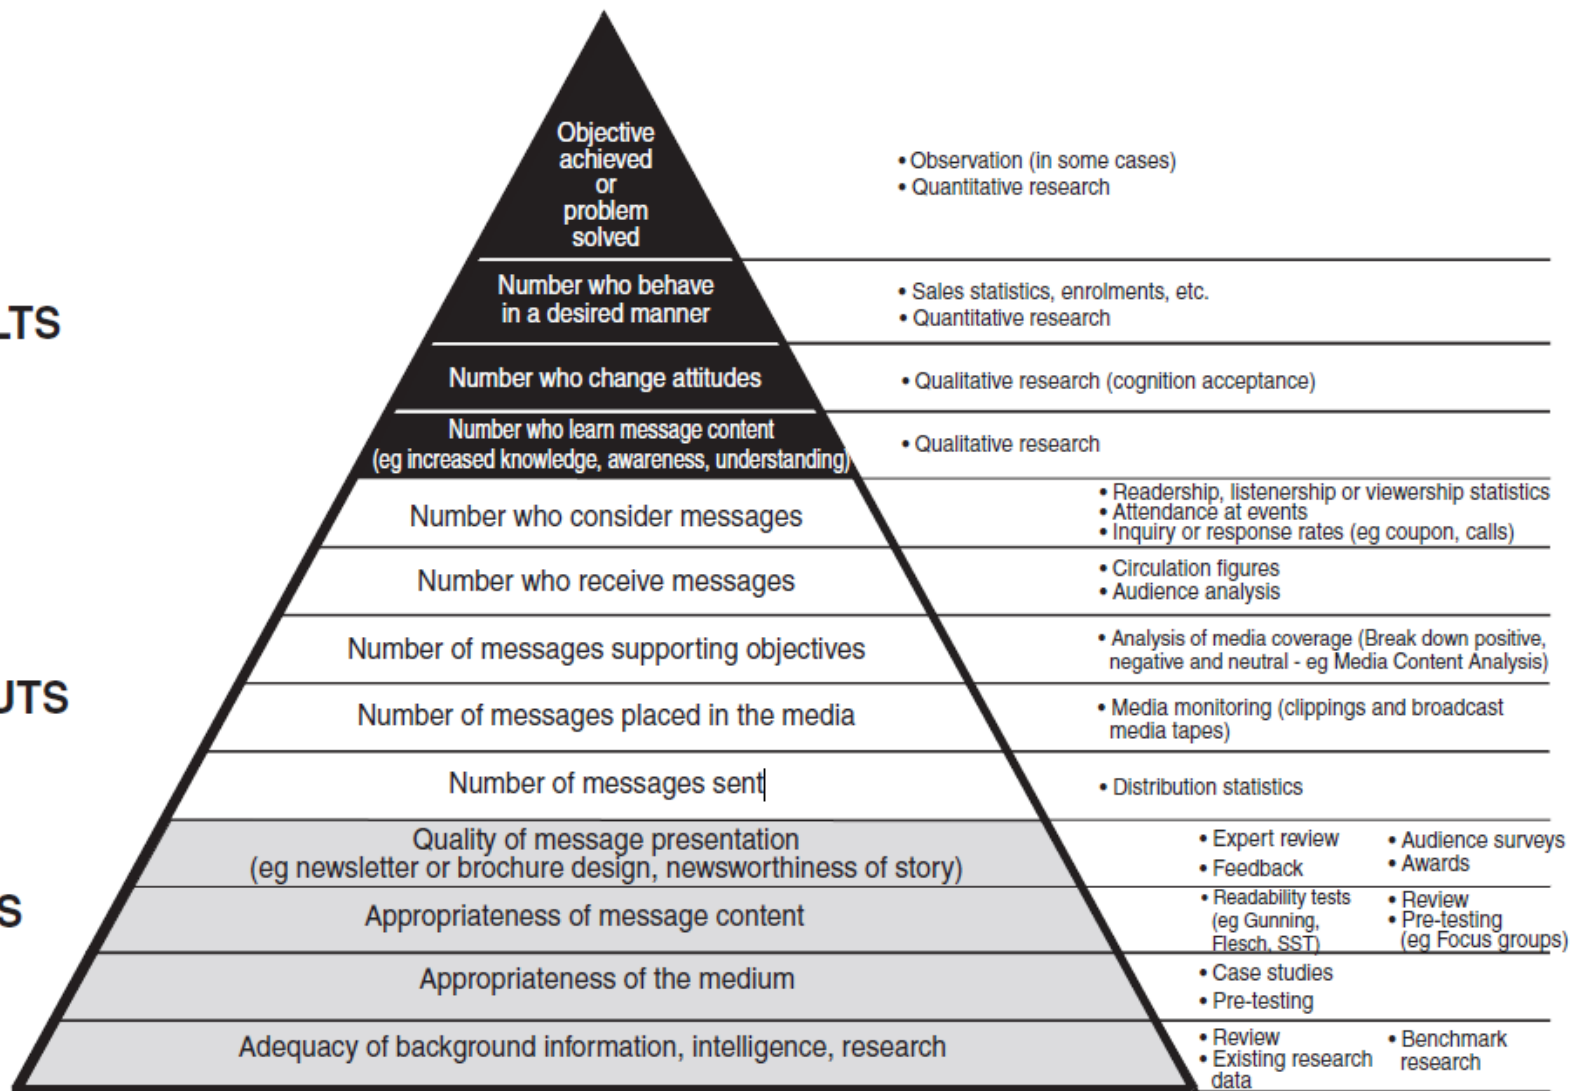 Objective
achieved
or
problem
solved
• Observation (in some cases)
• Quantitative research
Number who behave
in a desired manner
• Sales statistics, enrolments, etc.
• Quantitative research
LTS
Number who change attitudes
• Qualitative research (cognition acceptance)
Number who learn message content
(eg increased knowledge, awareness, understanding)
• Qualitative research
Number who consider messages
• Readership, listenership or viewership statistics
• Attendance at events
• Inquiry or response rates (eg coupon, calls)
Number who receive messages
• Circulation figures
• Audience analysis
Number of messages supporting objectives
• Analysis of media coverage (Break down positive,
negative and neutral - eg Media Content Analysis)
UTS
Number of messages placed in the media
• Media monitoring (clippings and broadcast
media tapes)
Number of messages sent
• Distribution statistics
Quality of message presentation
(eg newsletter or brochure design, newsworthiness of story)
• Expert review
• Feedback
• Audience surveys
• Awards
S
Appropriateness of message content
• Readability tests
(eg Gunning,
Flesch, SST)
• Review
• Pre-testing
(eg Focus groups)
Appropriateness of the medium
• Case studies
• Pre-testing
Adequacy of background information, intelligence, research
• Review
• Existing research
data
• Benchmark
research